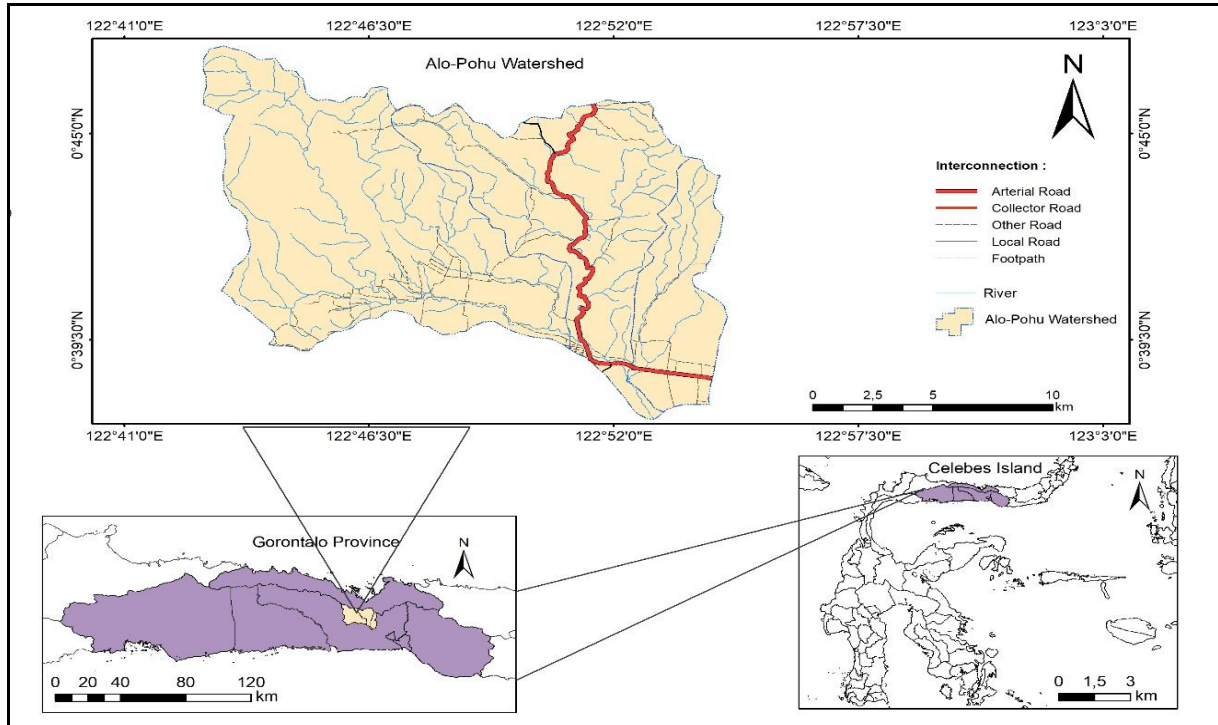 122°41'0"E 122°46'30"E 122°52'0"E 122°57'30"E 123°3'0"E
Alo-Pohu Watershed
N
0°45'0"N 0°45'0"N
Interconnection :
Arterial Road
Collector Road
Other Road
Local Road
Footpath
River
Alo-Pohu Watershed
0°39'30"N 0°39'30"N
0 2,5 5 10
km
122°41'0"E 122°46'30"E 122°52'0"E 122°57'30"E 123°3'0"E
Gorontalo Province
N
0 20 40 80 120
km
Celebes Island
N
0 1,5 3
km